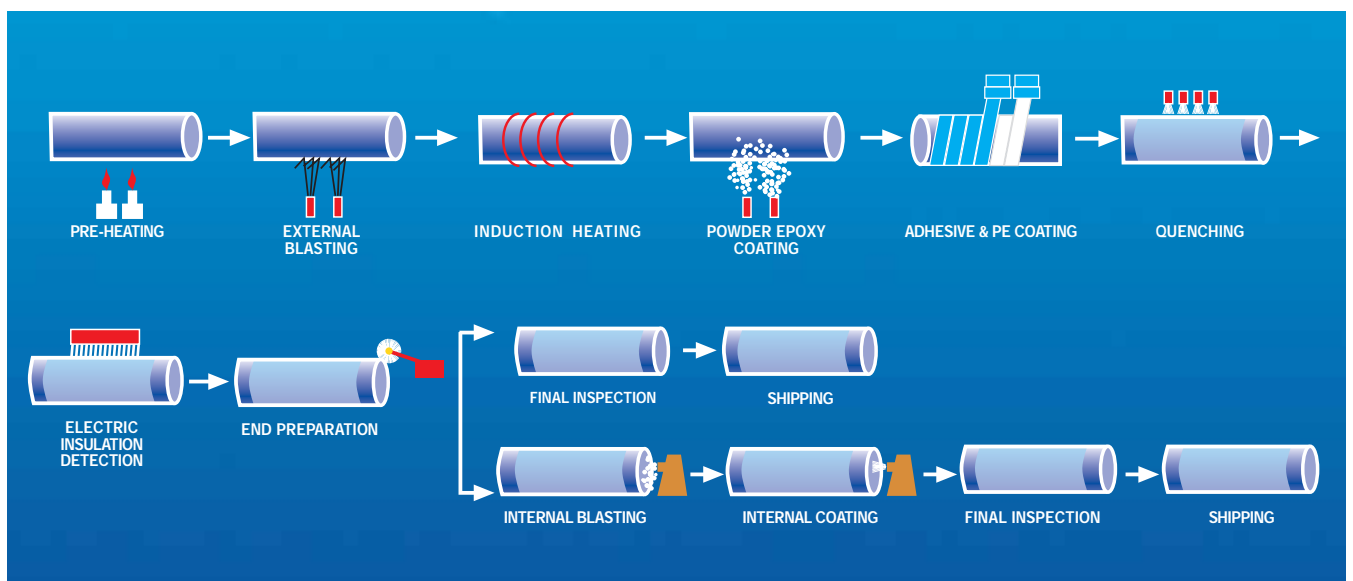 PRE-HEATING
EXTERNAL
BLASTING
INDUCTION HEATING
POWDER EPOXY
COATING
ADHESIVE & PE COATING
QUENCHING
ELECTRIC
INSULATION
DETECTION
END PREPARATION
FINAL INSPECTION
SHIPPING
INTERNAL BLASTING
INTERNAL COATING
FINAL INSPECTION
SHIPPING